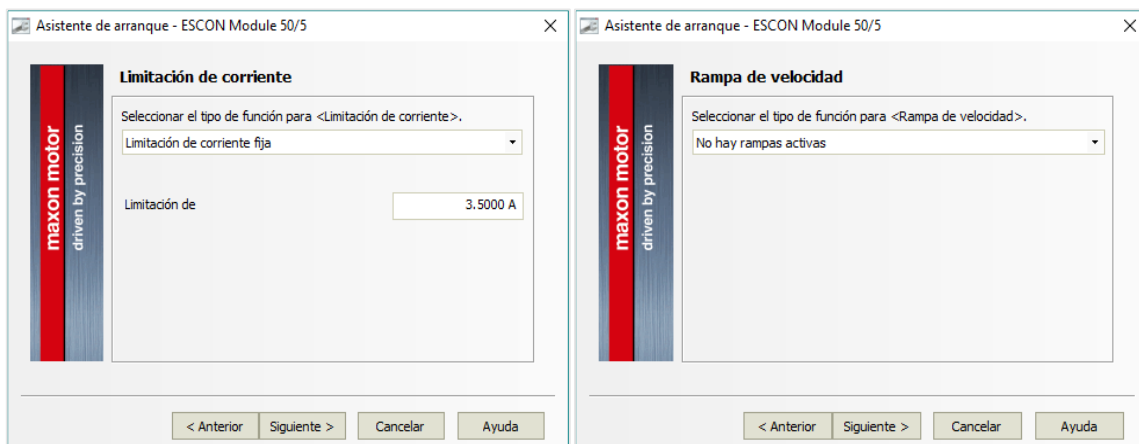 Asistente de arranque - ESCON Module 50/5
maxon motor
driven by precision
Limitación de corriente
Seleccionar el tipo de función para <Limitación de corriente>.
Limitación de corriente fija
Limitación de 3.5000 A
< Anterior Siguiente > Cancelar Ayuda
Asistente de arranque - ESCON Module 50/5
maxon motor
driven by precision
Rampa de velocidad
Seleccionar el tipo de función para <Rampa de velocidad>.
No hay rampas activas
< Anterior Siguiente > Cancelar Ayuda